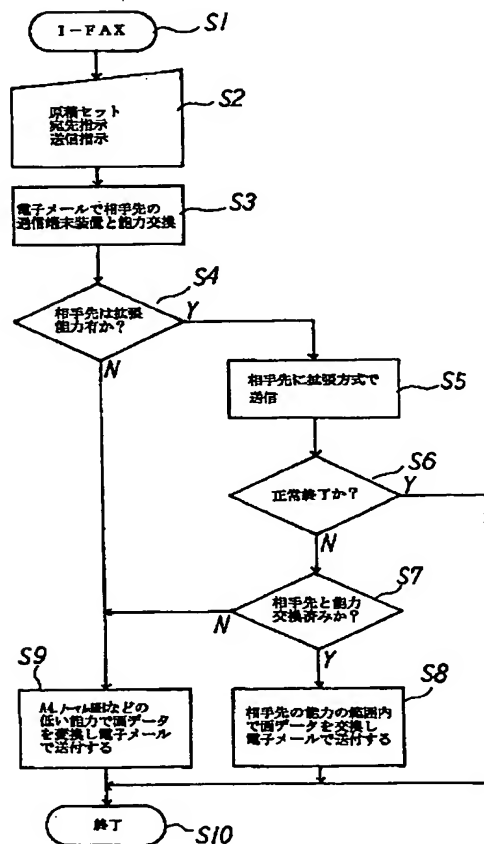 I-FAX
S1
原稿セット
宛先指示
送信指示
S2
電子メールで相手先の
通信端末装置と能力交換
S3
相手先は拡張
能力有か?
S4
Y
N
相手先に拡張方式で
送信
S5
正常終了か?
S6
Y
N
相手先と能力
交換済みか?
S7
N
Y
S9
A4、ノーマル
などの
低い能力で画データ
を変換し電子メール
で送付する
相手先の能力の範囲内
で画データを交換し
電子メールで送付する
S8
終了
S10